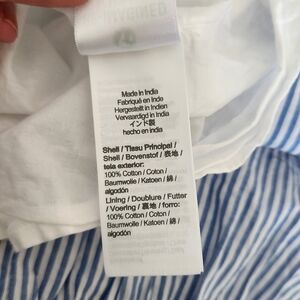 Made in India
Fabriqué en Inde
Hergestellt in Indien
Vervaardigd in India
インド製
hecho en india
Shell / Tissu Principal /
Shell / Bovenstof / 表地 /
tela exterior:
100% Cotton / Coton /
Baumwolle / Katoen / 綿 /
algodón
Lining / Doublure / Futter
/ Voering / 裏地 / forro:
100% Cotton / Coton /
Baumwolle / Katoen / 綿 /
algodón